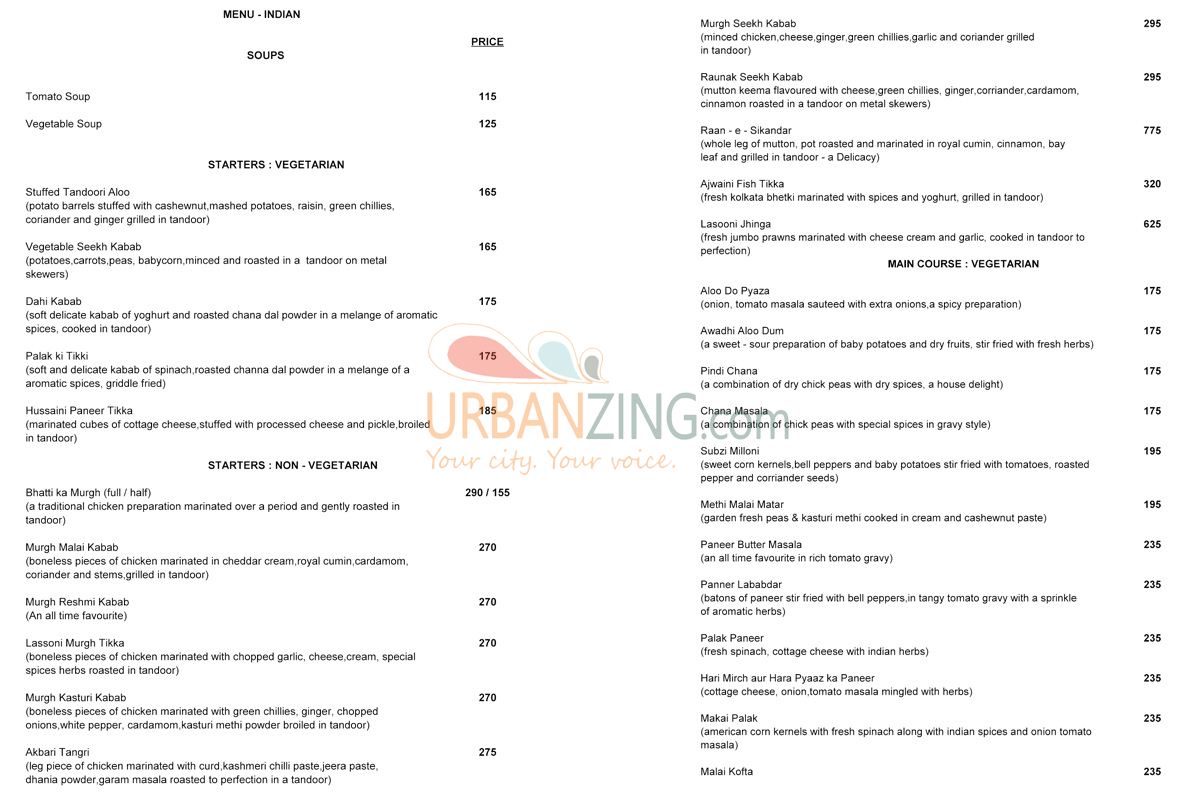 MENU - INDIAN
PRICE
SOUPS
Tomato Soup 115
Vegetable Soup 125
STARTERS : VEGETARIAN
Stuffed Tandoori Aloo 165
(potato barrels stuffed with cashewnut,mashed potatoes, raisin, green chillies,
coriander and ginger grilled in tandoor)
Vegetable Seekh Kabab 165
(potatoes,carrots,peas, babycorn,minced and roasted in a  tandoor on metal
skewers)
Dahi Kabab 175
(soft delicate kabab of yoghurt and roasted chana dal powder in a melange of aromatic
spices, cooked in tandoor)
Palak ki Tikki 175
(soft and delicate kabab of spinach,roasted channa dal powder in a melange of a
aromatic spices, griddle fried)
Hussaini Paneer Tikka 185
(marinated cubes of cottage cheese,stuffed with processed cheese and pickle,broiled
in tandoor)
STARTERS : NON - VEGETARIAN
Bhatti ka Murgh (full / half) 290 / 155
(a traditional chicken preparation marinated over a period and gently roasted in
tandoor)
Murgh Malai Kabab 270
(boneless pieces of chicken marinated in cheddar cream,royal cumin,cardamom,
coriander and stems,grilled in tandoor)
Murgh Reshmi Kabab 270
(An all time favourite)
Lassoni Murgh Tikka 270
(boneless pieces of chicken marinated with chopped garlic, cheese,cream, special
spices herbs roasted in tandoor)
Murgh Kasturi Kabab 270
(boneless pieces of chicken marinated with green chillies, ginger, chopped
onions,white pepper, cardamom,kasturi methi powder broiled in tandoor)
Akbari Tangri 275
(leg piece of chicken marinated with curd,kashmeri chilli paste,jeera paste,
dhania powder,garam masala roasted to perfection in a tandoor)
Murgh Seekh Kabab 295
(minced chicken,cheese,ginger,green chillies,garlic and coriander grilled
in tandoor)
Raunak Seekh Kabab 295
(mutton keema flavoured with cheese,green chillies, ginger,corriander,cardamom,
cinnamon roasted in a tandoor on metal skewers)
Raan - e - Sikandar 775
(whole leg of mutton, pot roasted and marinated in royal cumin, cinnamon, bay
leaf and grilled in tandoor - a Delicacy)
Ajwaini Fish Tikka 320
(fresh kolkata bhetki marinated with spices and yoghurt, grilled in tandoor)
Lasooni Jhinga 625
(fresh jumbo prawns marinated with cheese cream and garlic, cooked in tandoor to
perfection)
MAIN COURSE : VEGETARIAN
Aloo Do Pyaza 175
(onion, tomato masala sauteed with extra onions,a spicy preparation)
Awadhi Aloo Dum 175
(a sweet - sour preparation of baby potatoes and dry fruits, stir fried with fresh herbs)
Pindi Chana 175
(a combination of dry chick peas with dry spices, a house delight)
Chana Masala 175
(a combination of chick peas with special spices in gravy style)
Subzi Milloni 195
(sweet corn kernels,bell peppers and baby potatoes stir fried with tomatoes, roasted
pepper and corriander seeds)
Methi Malai Matar 195
(garden fresh peas & kasturi methi cooked in cream and cashewnut paste)
Paneer Butter Masala 235
(an all time favourite in rich tomato gravy)
Panner Lababdar 235
(batons of paneer stir fried with bell peppers,in tangy tomato gravy with a sprinkle
of aromatic herbs)
Palak Paneer 235
(fresh spinach, cottage cheese with indian herbs)
Hari Mirch aur Hara Pyaaz ka Paneer 235
(cottage cheese, onion,tomato masala mingled with herbs)
Makai Palak 235
(american corn kernels with fresh spinach along with indian spices and onion tomato
masala)
Malai Kofta 235
URBANZING.com
Your city. Your voice.